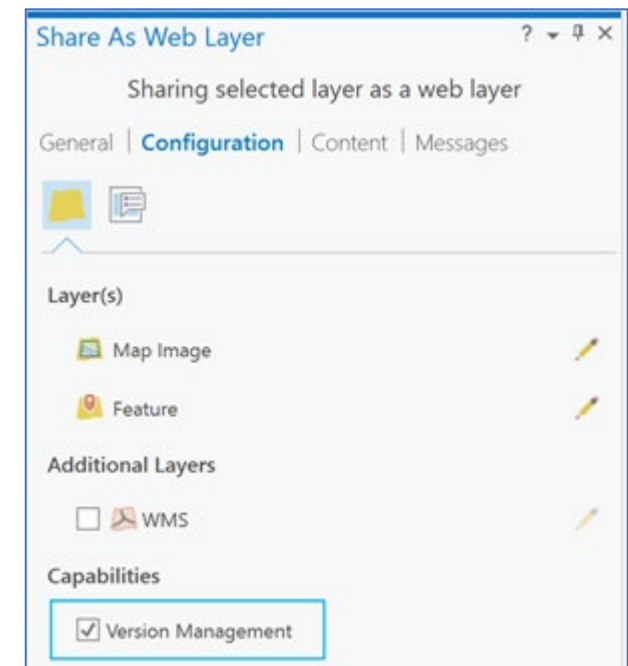 Share As Web Layer ?
Sharing selected layer as a web layer
General | Configuration | Content | Messages
Layer(s)
Map Image
Feature
Additional Layers
WMS
Capabilities
Version Management